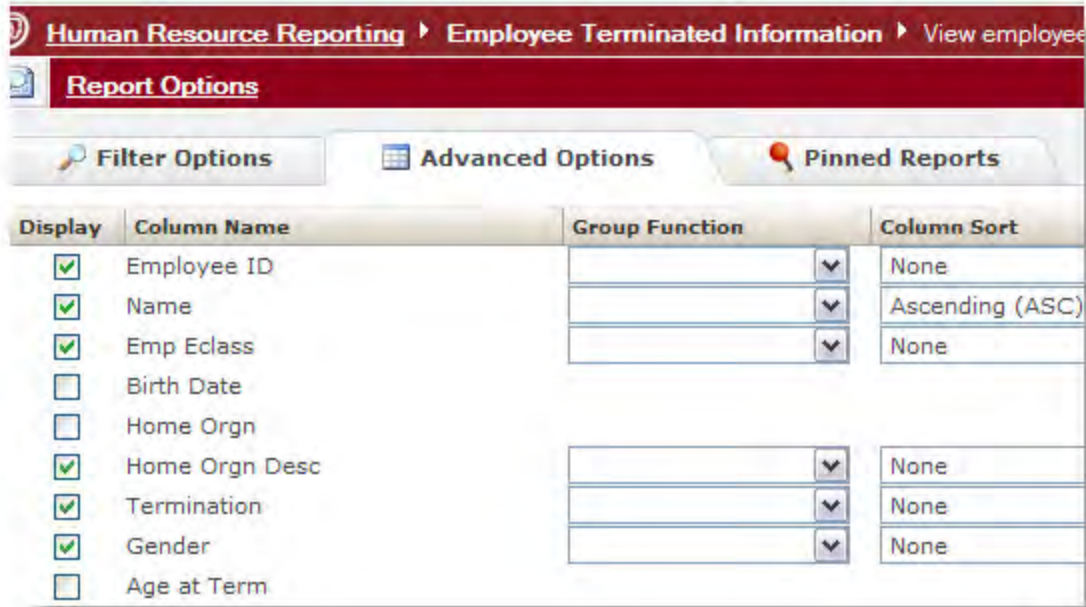 Human Resource Reporting Employee Terminated Information View employee
Report Options
Filter Options Advanced Options Pinned Reports
Display Column Name Group Function Column Sort
Employee ID None
Name Ascending (ASC)
Emp Eclass None
Birth Date
Home Orgn
Home Orgn Desc None
Termination None
Gender None
Age at Term